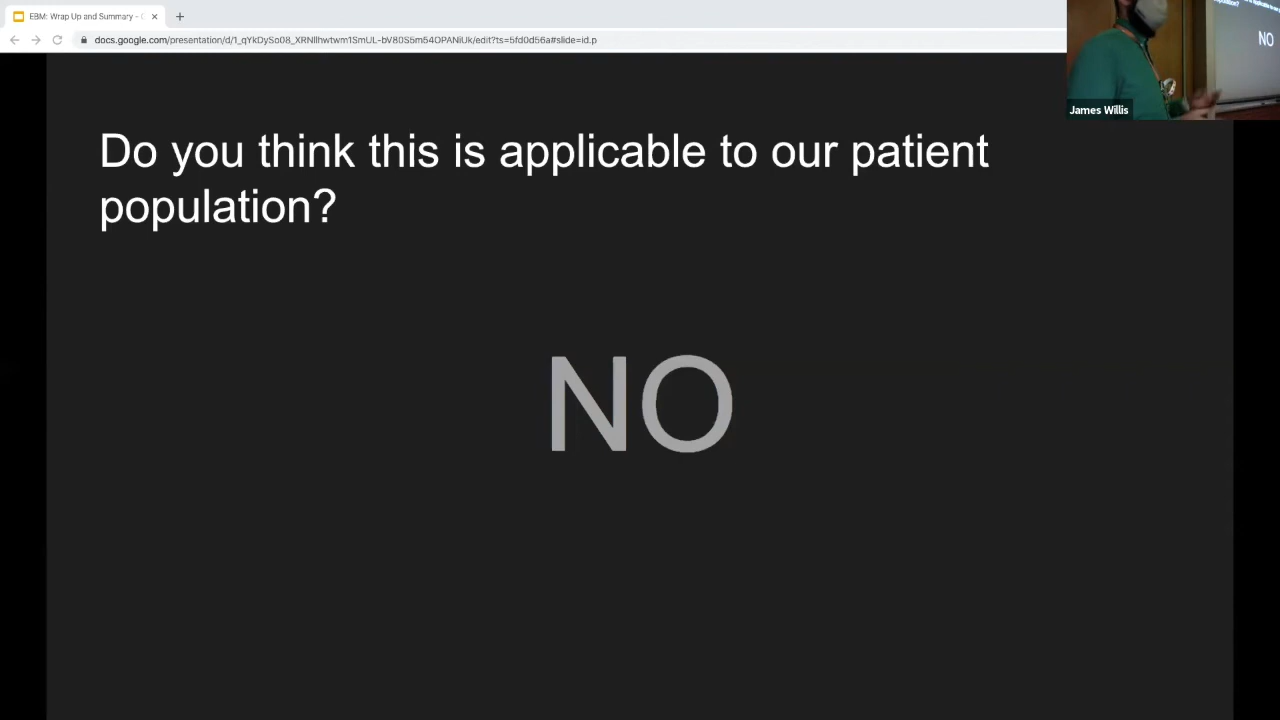 EBM: Wrap Up and Summary - G
docs.google.com/presentation/d/1_qYkDySo08_XRNllhwtwm1SmUL-bV80S5m54OPANiUk/edit?ts=5fd0d56a#slide=id.p
NO
James Willis
Do you think this is applicable to our patient
population?
NO